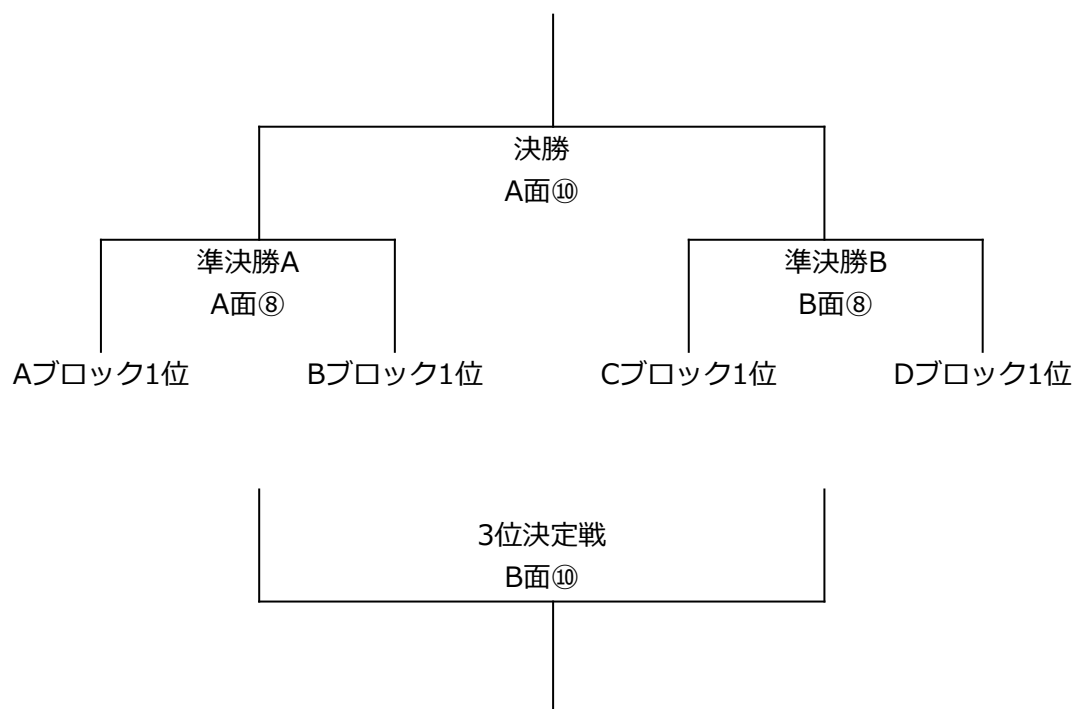 決勝
A面⑩
準決勝A
A面⑧
準決勝B
B面⑧
Aブロック1位
Bブロック1位
Cブロック1位
Dブロック1位
3位決定戦
B面⑩